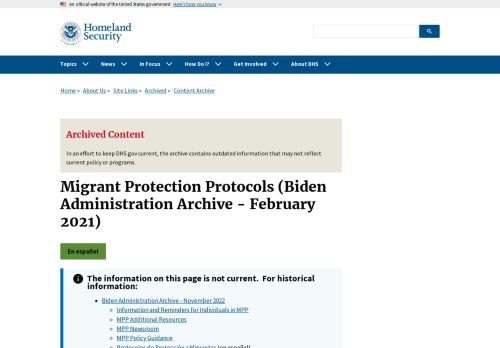 An official website of the United States government Here's how you know
Homeland
Security
Topics News In Focus How Do I? Get Involved About DHS
Home About Us Site Links Archived Content Archive
Archived Content
In an effort to keep DHS.gov current, the archive contains outdated information that may not reflect
current policy or programs.
Migrant Protection Protocols (Biden
Administration Archive - February
2021)
En español
The information on this page is not current. For historical
information:
Biden Administration Archive - November 2022
Information and Reminders for Individuals in MPP
MPP Additional Resources
MPP Newsroom
MPP Policy Guidance
Protocolos de Protección a Migrantes (en español)